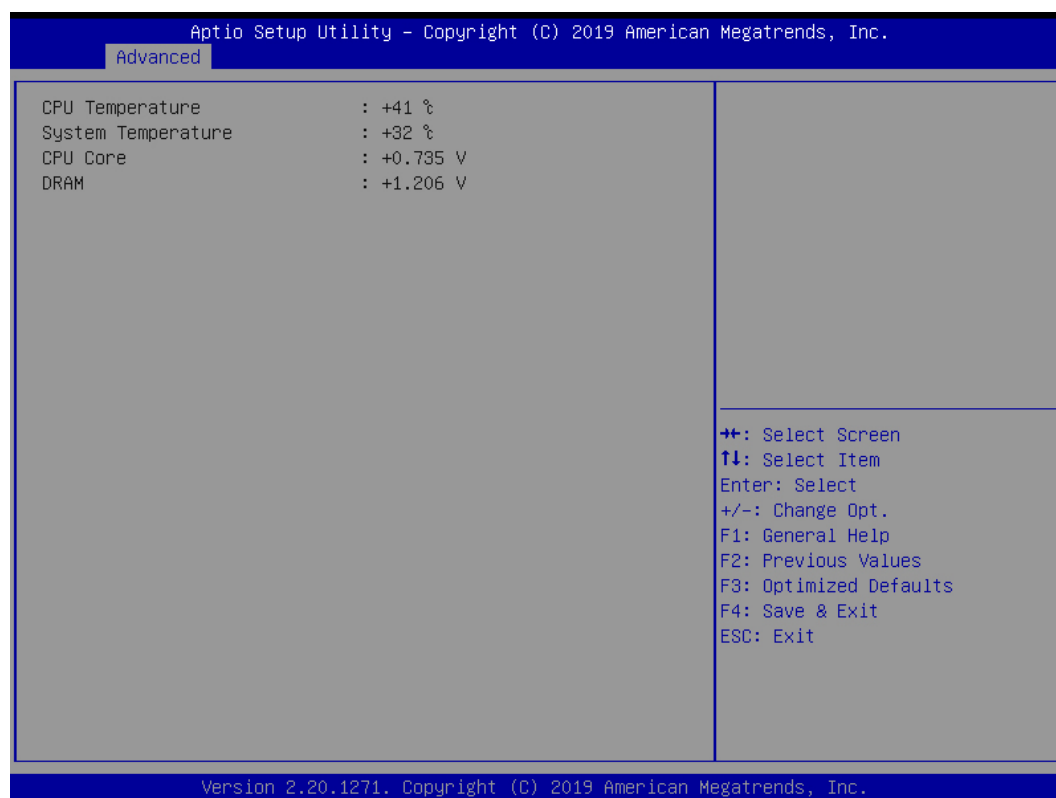 Aptio Setup Utility – Copyright (C) 2019 American Megatrends, Inc.
Advanced
CPU Temperature : +41 ℃
System Temperature : +32 ℃
CPU Core : +0.735 V
DRAM : +1.206 V
→←: Select Screen
↑↓: Select Item
Enter: Select
+/-: Change Opt.
F1: General Help
F2: Previous Values
F3: Optimized Defaults
F4: Save & Exit
ESC: Exit
Version 2.20.1271. Copyright (C) 2019 American Megatrends, Inc.